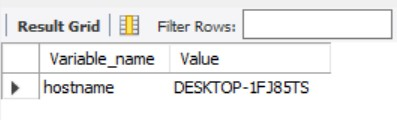 Result Grid Filter Rows:
Variable_name Value
hostname DESKTOP-1FJ85TS